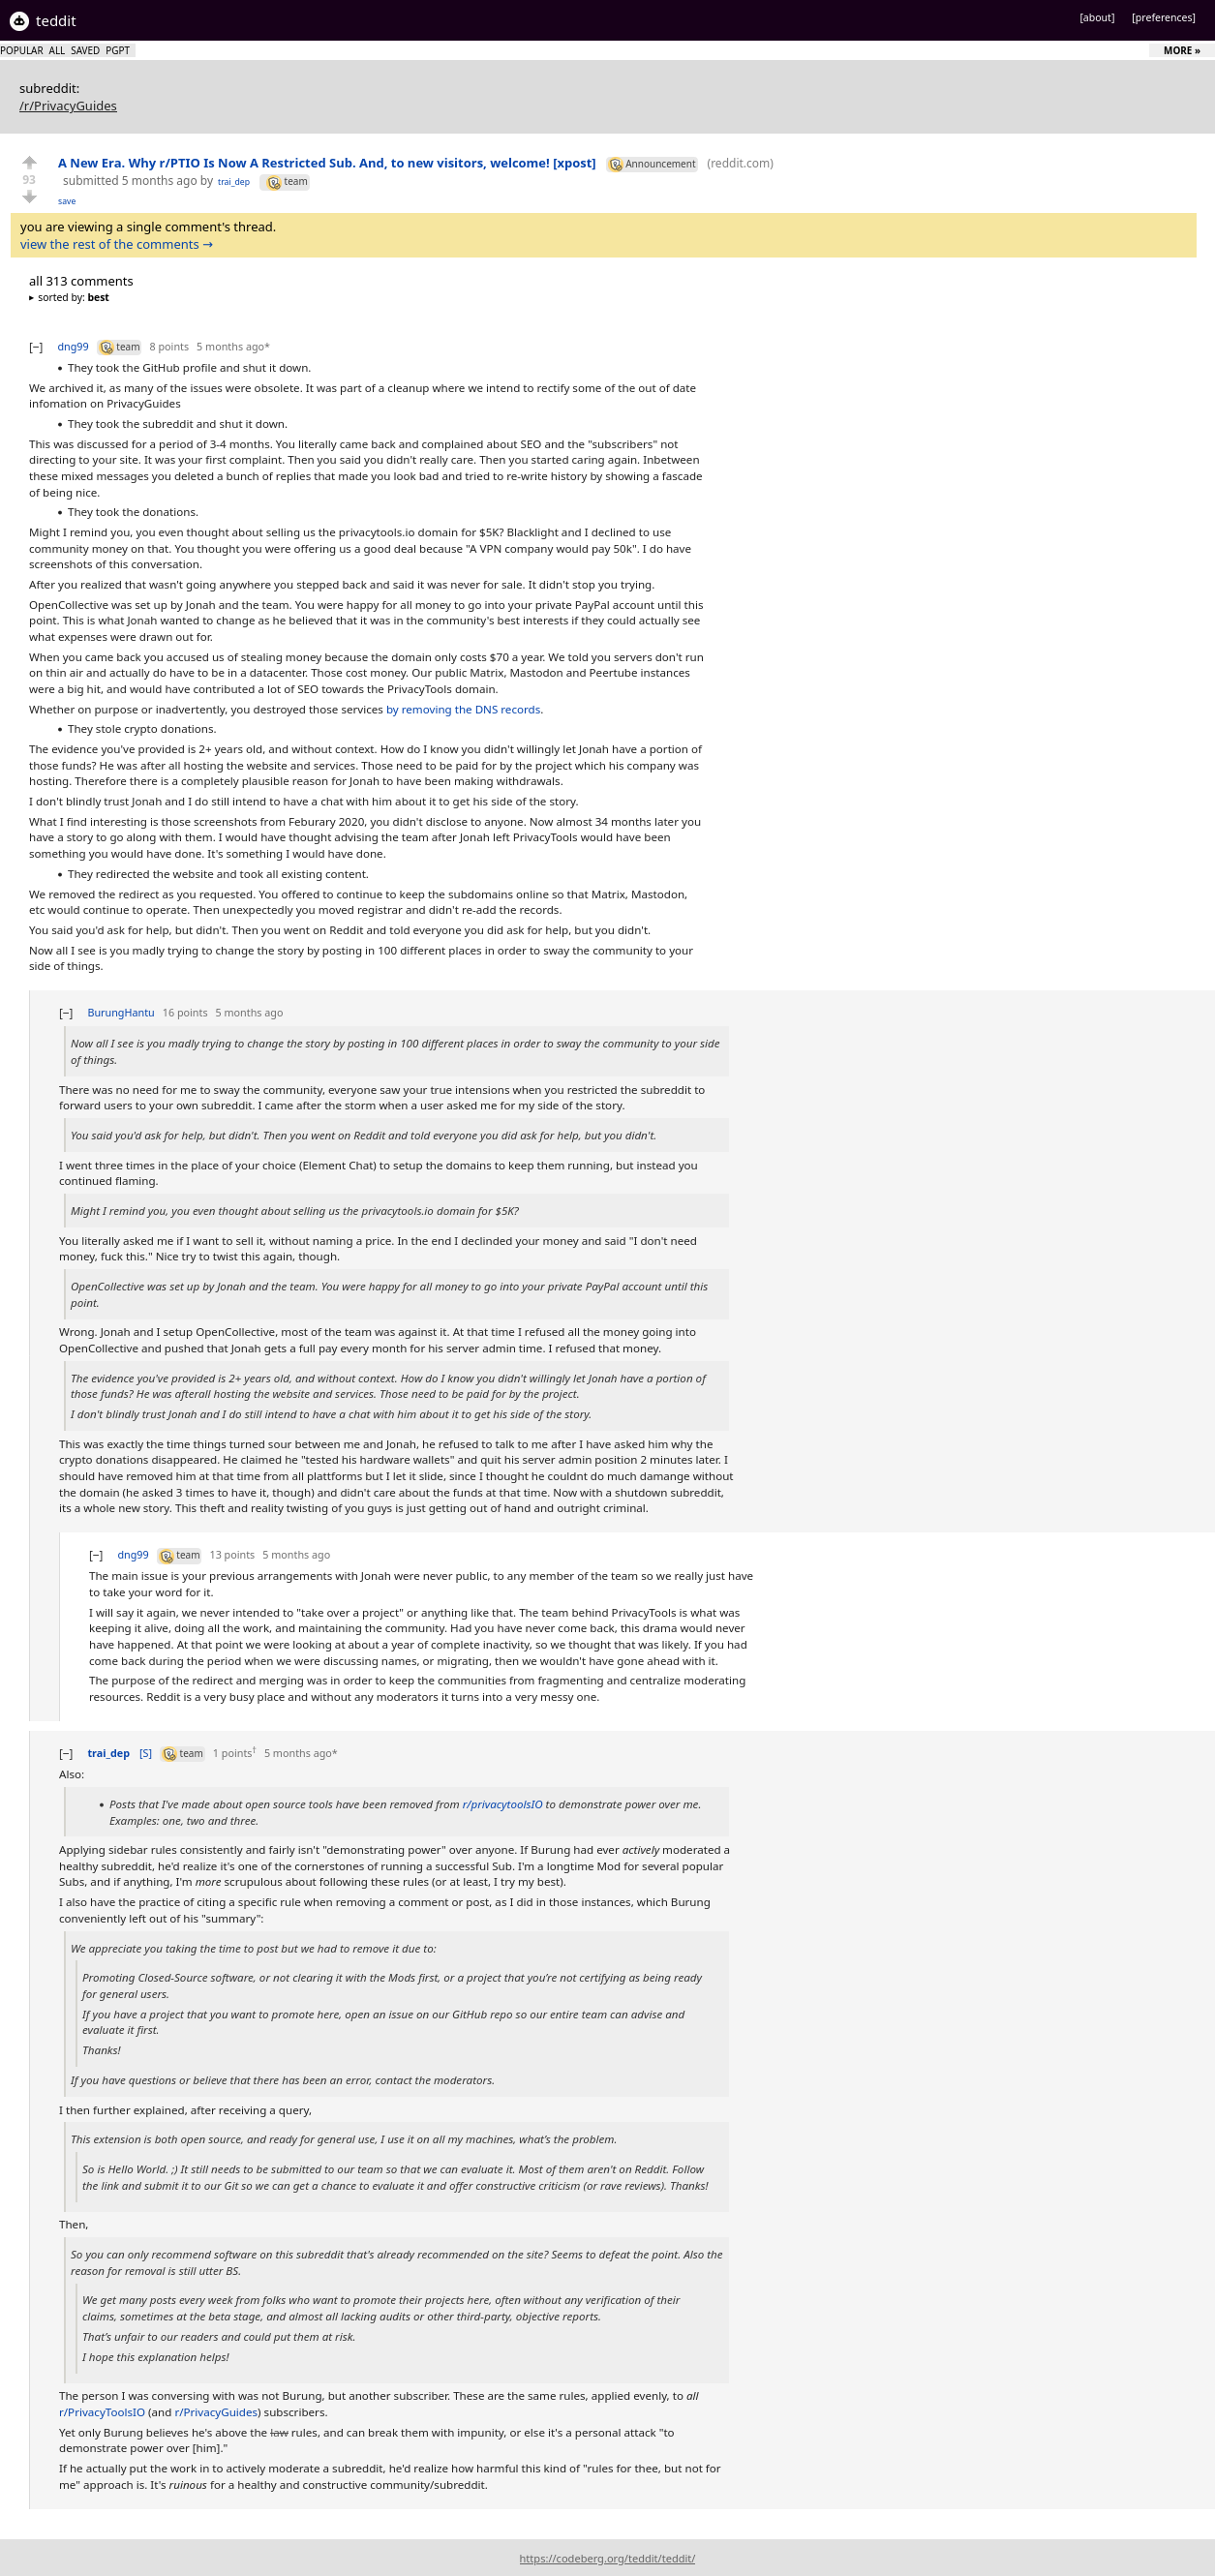 teddit
[about] [preferences]
POPULAR ALL SAVED PGPT
MORE »
subreddit:
/r/PrivacyGuides
A New Era. Why r/PTIO Is Now A Restricted Sub. And, to new visitors, welcome! [xpost] Announcement (reddit.com)
93
submitted 5 months ago by trai_dep team
save
you are viewing a single comment's thread.
view the rest of the comments →
all 313 comments
▸ sorted by: best
[–] dng99 team 8 points 5 months ago*
• They took the GitHub profile and shut it down.
We archived it, as many of the issues were obsolete. It was part of a cleanup where we intend to rectify some of the out of date
infomation on PrivacyGuides
• They took the subreddit and shut it down.
This was discussed for a period of 3-4 months. You literally came back and complained about SEO and the "subscribers" not
directing to your site. It was your first complaint. Then you said you didn't really care. Then you started caring again. Inbetween
these mixed messages you deleted a bunch of replies that made you look bad and tried to re-write history by showing a fascade
of being nice.
• They took the donations.
Might I remind you, you even thought about selling us the privacytools.io domain for $5K? Blacklight and I declined to use
community money on that. You thought you were offering us a good deal because "A VPN company would pay 50k". I do have
screenshots of this conversation.
After you realized that wasn't going anywhere you stepped back and said it was never for sale. It didn't stop you trying.
OpenCollective was set up by Jonah and the team. You were happy for all money to go into your private PayPal account until this
point. This is what Jonah wanted to change as he believed that it was in the community's best interests if they could actually see
what expenses were drawn out for.
When you came back you accused us of stealing money because the domain only costs $70 a year. We told you servers don't run
on thin air and actually do have to be in a datacenter. Those cost money. Our public Matrix, Mastodon and Peertube instances
were a big hit, and would have contributed a lot of SEO towards the PrivacyTools domain.
Whether on purpose or inadvertently, you destroyed those services by removing the DNS records.
• They stole crypto donations.
The evidence you've provided is 2+ years old, and without context. How do I know you didn't willingly let Jonah have a portion of
those funds? He was after all hosting the website and services. Those need to be paid for by the project which his company was
hosting. Therefore there is a completely plausible reason for Jonah to have been making withdrawals.
I don't blindly trust Jonah and I do still intend to have a chat with him about it to get his side of the story.
What I find interesting is those screenshots from Feburary 2020, you didn't disclose to anyone. Now almost 34 months later you
have a story to go along with them. I would have thought advising the team after Jonah left PrivacyTools would have been
something you would have done. It's something I would have done.
• They redirected the website and took all existing content.
We removed the redirect as you requested. You offered to continue to keep the subdomains online so that Matrix, Mastodon,
etc would continue to operate. Then unexpectedly you moved registrar and didn't re-add the records.
You said you'd ask for help, but didn't. Then you went on Reddit and told everyone you did ask for help, but you didn't.
Now all I see is you madly trying to change the story by posting in 100 different places in order to sway the community to your
side of things.
[–] BurungHantu 16 points 5 months ago
Now all I see is you madly trying to change the story by posting in 100 different places in order to sway the community to your side
of things.
There was no need for me to sway the community, everyone saw your true intensions when you restricted the subreddit to
forward users to your own subreddit. I came after the storm when a user asked me for my side of the story.
You said you'd ask for help, but didn't. Then you went on Reddit and told everyone you did ask for help, but you didn't.
I went three times in the place of your choice (Element Chat) to setup the domains to keep them running, but instead you
continued flaming.
Might I remind you, you even thought about selling us the privacytools.io domain for $5K?
You literally asked me if I want to sell it, without naming a price. In the end I declinded your money and said "I don't need
money, fuck this." Nice try to twist this again, though.
OpenCollective was set up by Jonah and the team. You were happy for all money to go into your private PayPal account until this
point.
Wrong. Jonah and I setup OpenCollective, most of the team was against it. At that time I refused all the money going into
OpenCollective and pushed that Jonah gets a full pay every month for his server admin time. I refused that money.
The evidence you've provided is 2+ years old, and without context. How do I know you didn't willingly let Jonah have a portion of
those funds? He was afterall hosting the website and services. Those need to be paid for by the project.
I don't blindly trust Jonah and I do still intend to have a chat with him about it to get his side of the story.
This was exactly the time things turned sour between me and Jonah, he refused to talk to me after I have asked him why the
crypto donations disappeared. He claimed he "tested his hardware wallets" and quit his server admin position 2 minutes later. I
should have removed him at that time from all plattforms but I let it slide, since I thought he couldnt do much damange without
the domain (he asked 3 times to have it, though) and didn't care about the funds at that time. Now with a shutdown subreddit,
its a whole new story. This theft and reality twisting of you guys is just getting out of hand and outright criminal.
[–] dng99 team 13 points 5 months ago
The main issue is your previous arrangements with Jonah were never public, to any member of the team so we really just have
to take your word for it.
I will say it again, we never intended to "take over a project" or anything like that. The team behind PrivacyTools is what was
keeping it alive, doing all the work, and maintaining the community. Had you have never come back, this drama would never
have happened. At that point we were looking at about a year of complete inactivity, so we thought that was likely. If you had
come back during the period when we were discussing names, or migrating, then we wouldn't have gone ahead with it.
The purpose of the redirect and merging was in order to keep the communities from fragmenting and centralize moderating
resources. Reddit is a very busy place and without any moderators it turns into a very messy one.
[–] trai_dep [S] team 1 points† 5 months ago*
Also:
• Posts that I've made about open source tools have been removed from r/privacytoolsIO to demonstrate power over me.
Examples: one, two and three.
Applying sidebar rules consistently and fairly isn't "demonstrating power" over anyone. If Burung had ever actively moderated a
healthy subreddit, he'd realize it's one of the cornerstones of running a successful Sub. I'm a longtime Mod for several popular
Subs, and if anything, I'm more scrupulous about following these rules (or at least, I try my best).
I also have the practice of citing a specific rule when removing a comment or post, as I did in those instances, which Burung
conveniently left out of his "summary":
We appreciate you taking the time to post but we had to remove it due to:
Promoting Closed-Source software, or not clearing it with the Mods first, or a project that you're not certifying as being ready
for general users.
If you have a project that you want to promote here, open an issue on our GitHub repo so our entire team can advise and
evaluate it first.
Thanks!
If you have questions or believe that there has been an error, contact the moderators.
I then further explained, after receiving a query,
This extension is both open source, and ready for general use, I use it on all my machines, what's the problem.
So is Hello World. ;) It still needs to be submitted to our team so that we can evaluate it. Most of them aren't on Reddit. Follow
the link and submit it to our Git so we can get a chance to evaluate it and offer constructive criticism (or rave reviews). Thanks!
Then,
So you can only recommend software on this subreddit that's already recommended on the site? Seems to defeat the point. Also the
reason for removal is still utter BS.
We get many posts every week from folks who want to promote their projects here, often without any verification of their
claims, sometimes at the beta stage, and almost all lacking audits or other third-party, objective reports.
That's unfair to our readers and could put them at risk.
I hope this explanation helps!
The person I was conversing with was not Burung, but another subscriber. These are the same rules, applied evenly, to all
r/PrivacyToolsIO (and r/PrivacyGuides) subscribers.
Yet only Burung believes he's above the law rules, and can break them with impunity, or else it's a personal attack "to
demonstrate power over [him]."
If he actually put the work in to actively moderate a subreddit, he'd realize how harmful this kind of "rules for thee, but not for
me" approach is. It's ruinous for a healthy and constructive community/subreddit.
https://codeberg.org/teddit/teddit/